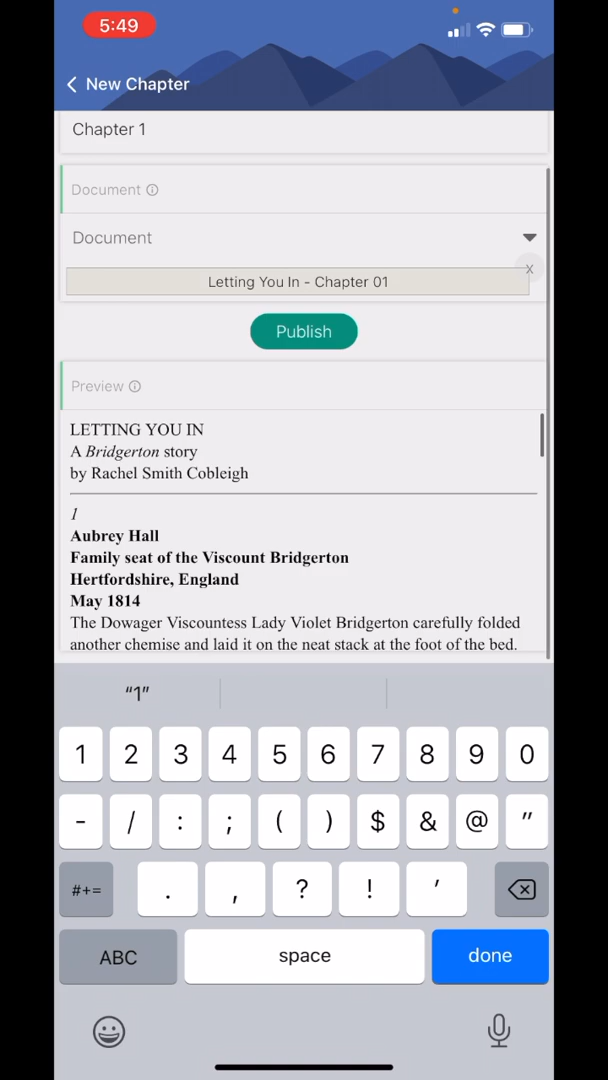 5:49
New Chapter
Chapter 1
Document
Document
X
Letting You In - Chapter 01
Publish
Preview
LETTING YOU IN
A Bridgerton story
by Rachel Smith Cobleigh
1
Aubrey Hall
Family seat of the Viscount Bridgerton
Hertfordshire, England
May 1814
The Dowager Viscountess Lady Violet Bridgerton carefully folded
another chemise and laid it on the neat stack at the foot of the bed.
“1”
1 2 3 4 5 6 7 8 9 0
- / : ; ( ) $ & @ ”
#+= . , ? ! ’
ABC space done